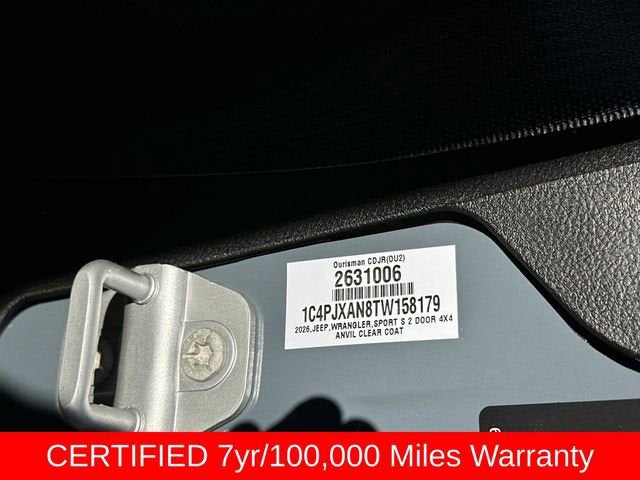 Ourisman CDJR(OU2)
2631006
1C4PJXAN8TW158179
2026,JEEP,WRANGLER,SPORT S 2 DOOR 4X4
ANVIL CLEAR COAT
CERTIFIED 7yr/100,000 Miles Warranty